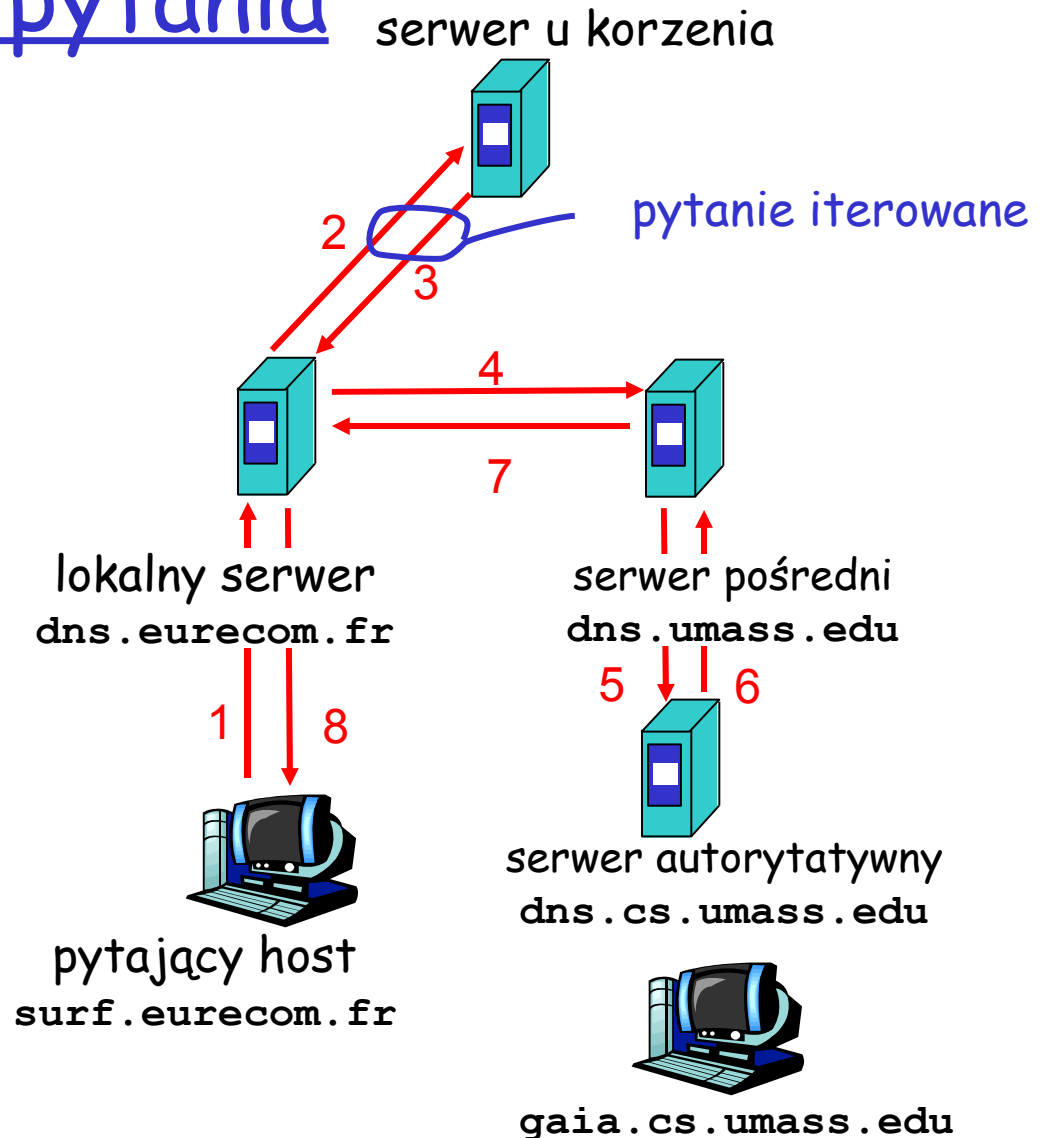 pytania
serwer u korzenia
pytanie iterowane
2
3
4
7
lokalny serwer
dns.eurecom.fr
serwer pośredni
dns.umass.edu
1
8
5
6
serwer autorytatywny
dns.cs.umass.edu
pytający host
surf.eurecom.fr
gaia.cs.umass.edu